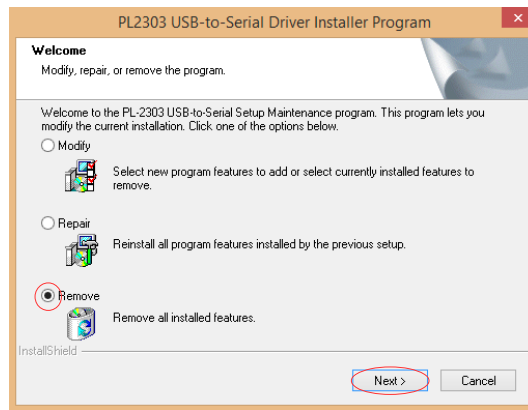 PL2303 USB-to-Serial Driver Installer Program
Welcome
Modify, repair, or remove the program.
Welcome to the PL-2303 USB-to-Serial Setup Maintenance program. This program lets you
modify the current installation. Click one of the options below.
Modify
Select new program features to add or select currently installed features to
remove.
Repair
Reinstall all program features installed by the previous setup.
Remove
Remove all installed features.
InstallShield
Next >
Cancel